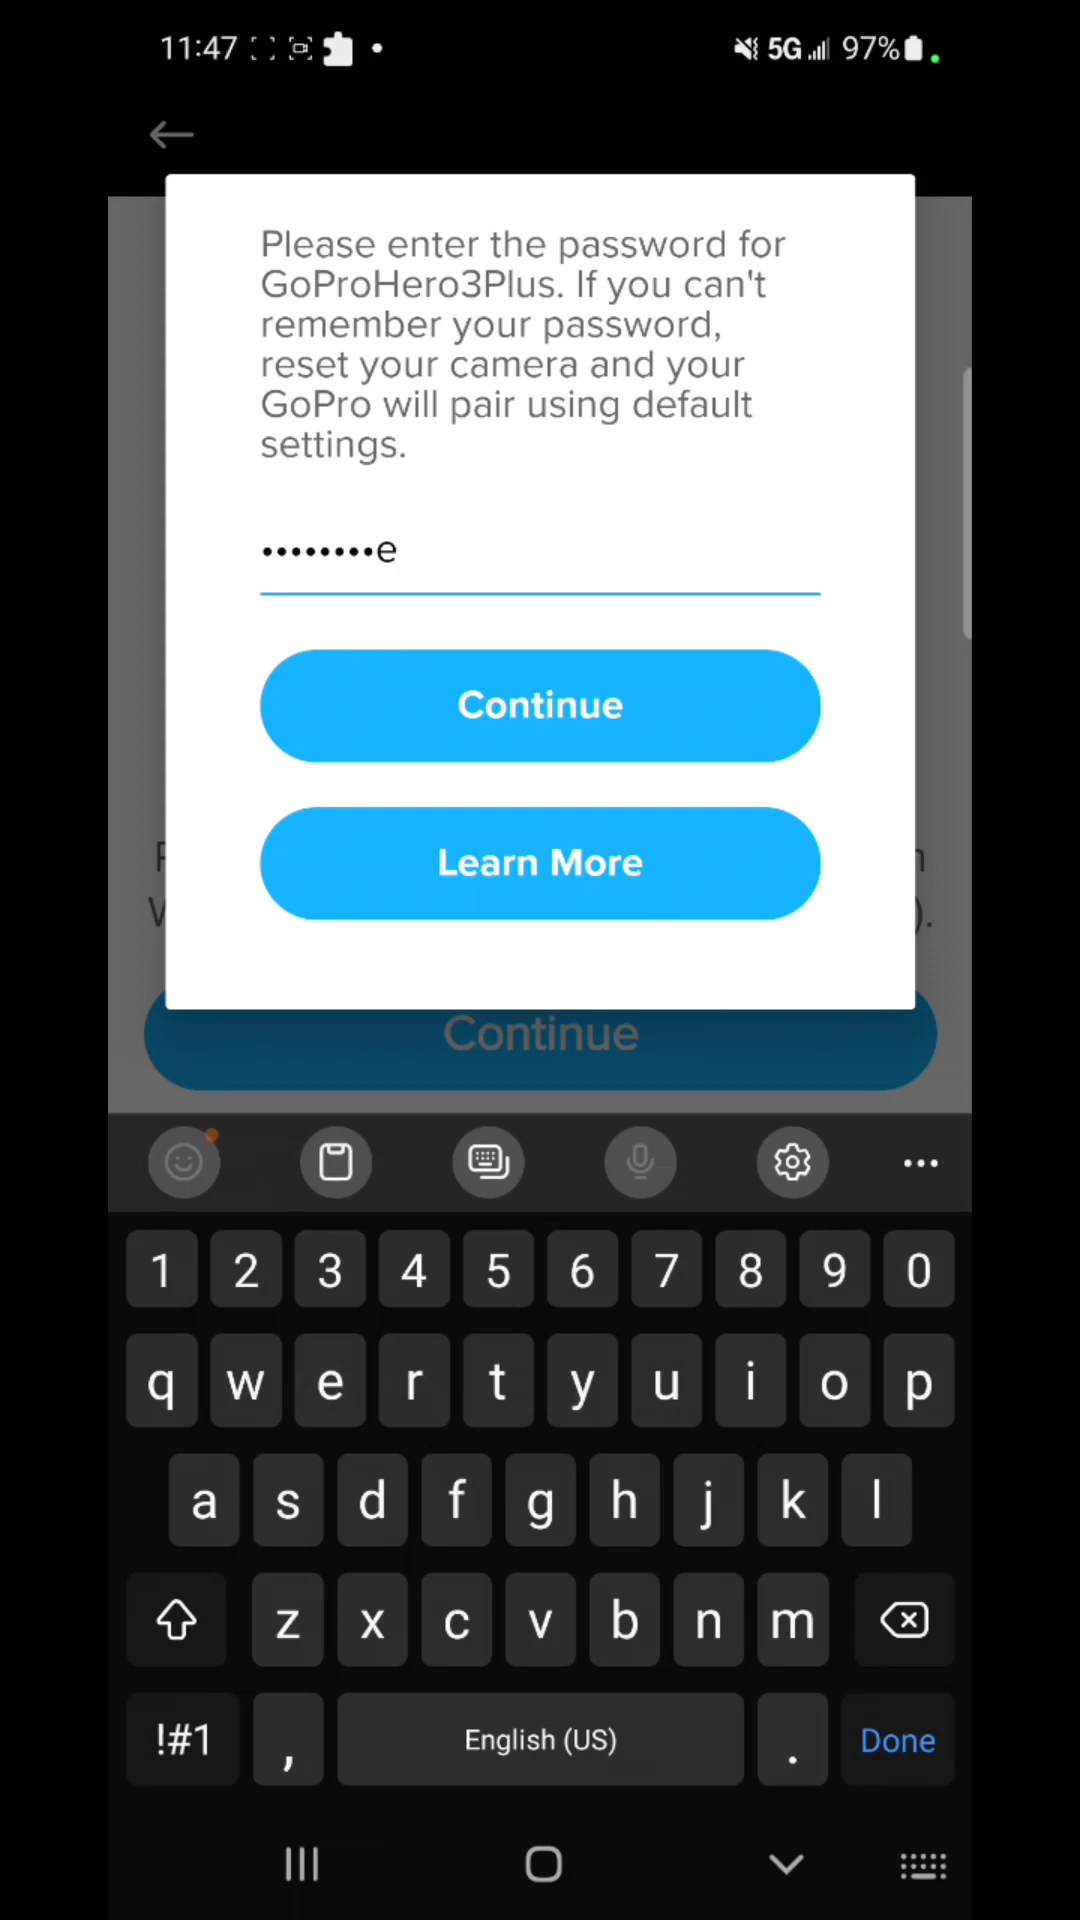 11:47 5G 97%
Please enter the password for
GoProHero3Plus. If you can't
remember your password,
reset your camera and your
GoPro will pair using default
settings.
••••••••e
Continue
Learn More
).
Continue
1 2 3 4 5 6 7 8 9 0
q w e r t y u i o p
a s d f g h j k l
z x c v b n m
!#1 , English (US) . Done